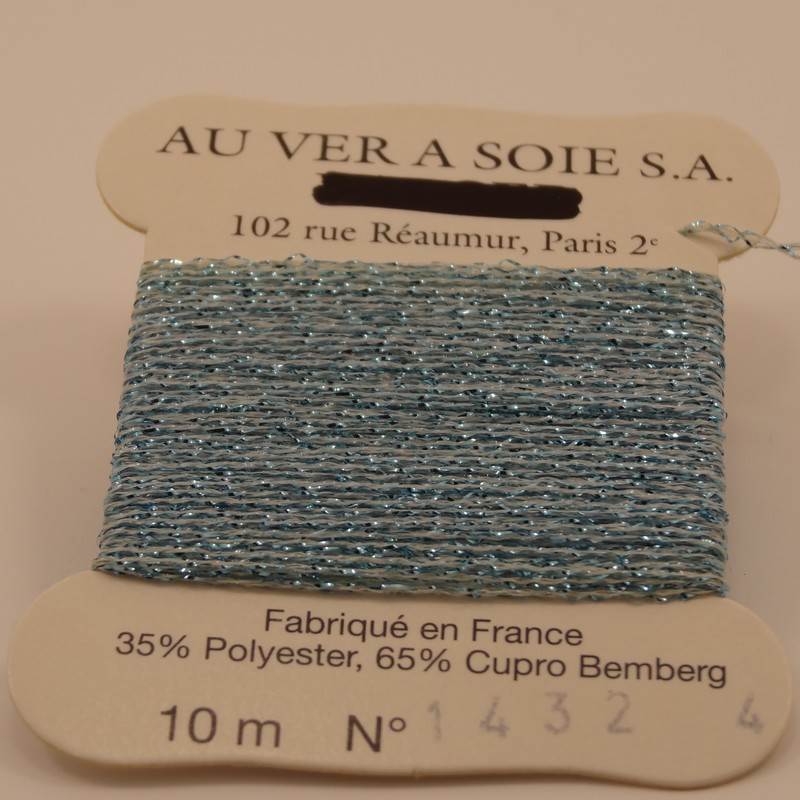 AU VER A SOIE S.A.
102 rue Réaumur, Paris 2ᵉ
Fabriqué en France
35% Polyester, 65% Cupro Bemberg
10 m N° 1432 4